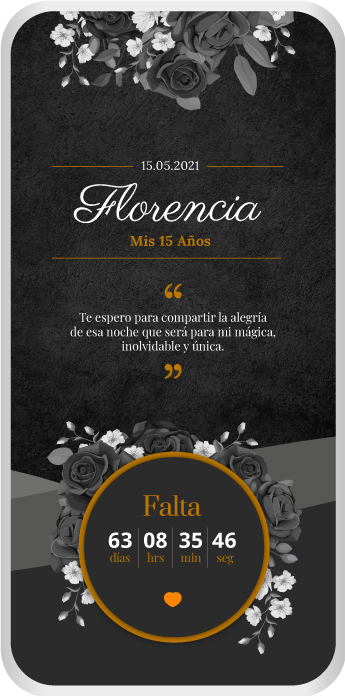 15.05.2021
Florencia
Mis 15 Años
“
Te espero para compartir la alegría
de esa noche que será para mi mágica,
inolvidable y única.
”
Falta
63 08 35 46
días hrs min seg